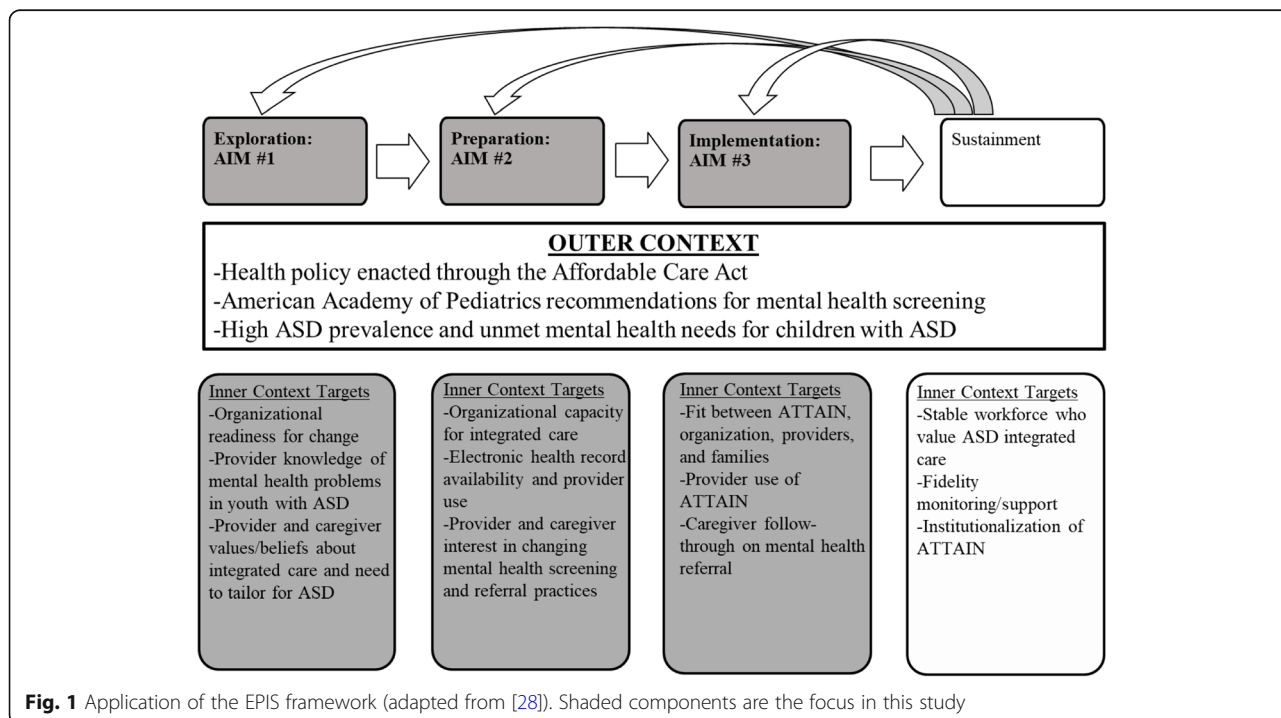 Exploration:
AIM #1
Preparation:
AIM #2
Implementation:
AIM #3
Sustainment
OUTER CONTEXT
-Health policy enacted through the Affordable Care Act
-American Academy of Pediatrics recommendations for mental health screening
-High ASD prevalence and unmet mental health needs for children with ASD
Inner Context Targets
-Organizational
readiness for change
-Provider knowledge of
mental health problems
in youth with ASD
-Provider and caregiver
values/beliefs about
integrated care and need
to tailor for ASD
Inner Context Targets
-Organizational capacity
for integrated care
-Electronic health record
availability and provider
use
-Provider and caregiver
interest in changing
mental health screening
and referral practices
Inner Context Targets
-Fit between ATTAIN,
organization, providers,
and families
-Provider use of
ATTAIN
-Caregiver follow-
through on mental health
referral
Inner Context Targets
-Stable workforce who
value ASD integrated
care
-Fidelity
monitoring/support
-Institutionalization of
ATTAIN
Fig. 1 Application of the EPIS framework (adapted from [28]). Shaded components are the focus in this study